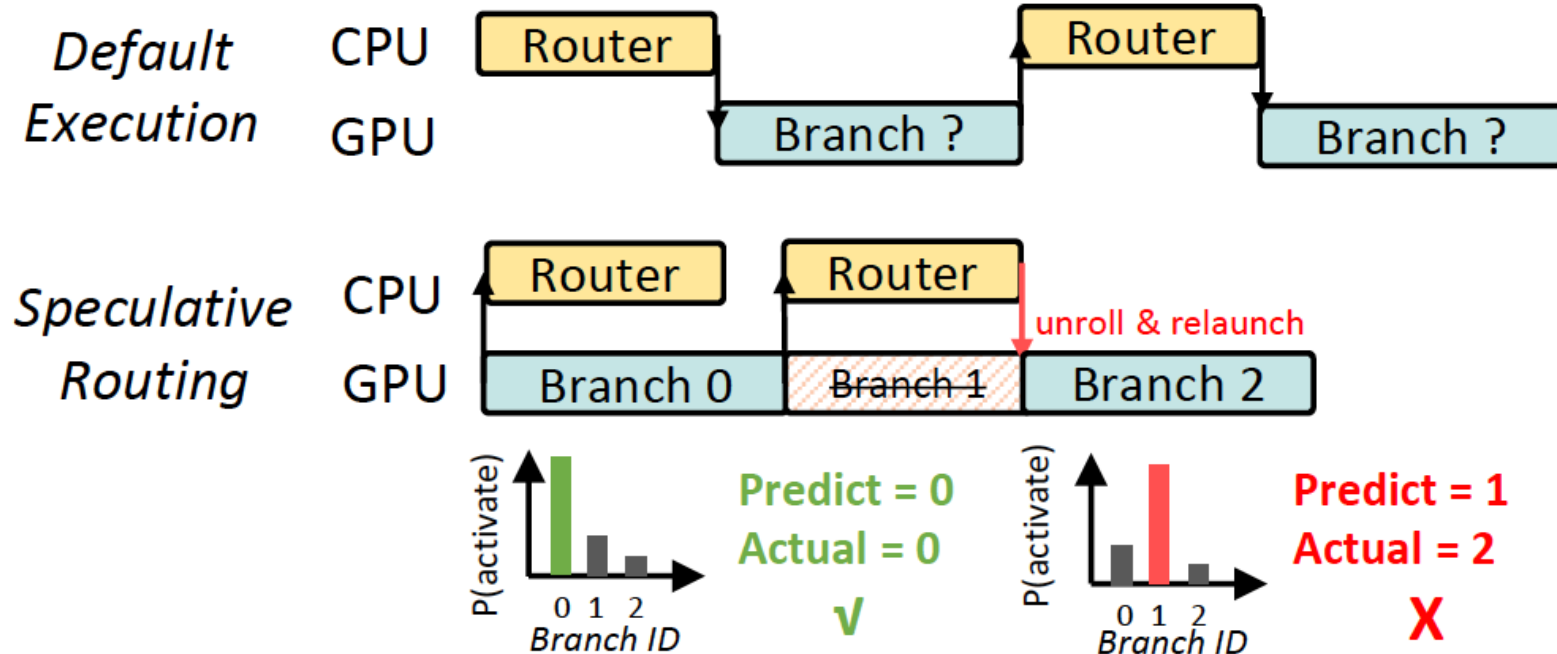 Default
Execution
CPU
Router
Router
GPU
Branch ?
Branch ?
Speculative
Routing
CPU
Router
Router
unroll & relaunch
GPU
Branch 0
Branch 1
Branch 2
P(activate)
0 1 2
Branch ID
Predict = 0
Actual = 0
√
P(activate)
0 1 2
Branch ID
Predict = 1
Actual = 2
X